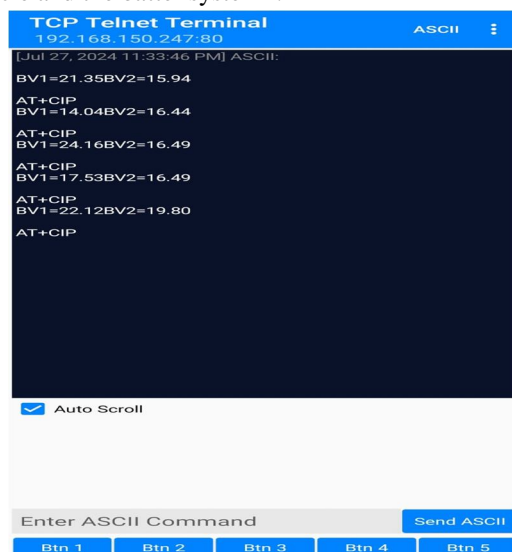 TCP Telnet Terminal
192.168.150.247:80
ASCII
[Jul 27, 2024 11:33:46 PM] ASCII:
BV1=21.35BV2=15.94
AT+CIP
BV1=14.04BV2=16.44
AT+CIP
BV1=24.16BV2=16.49
AT+CIP
BV1=17.53BV2=16.49
AT+CIP
BV1=22.12BV2=19.80
AT+CIP
Auto Scroll
Enter ASCII Command
Send ASCII
Btn 1 Btn 2 Btn 3 Btn 4 Btn 5